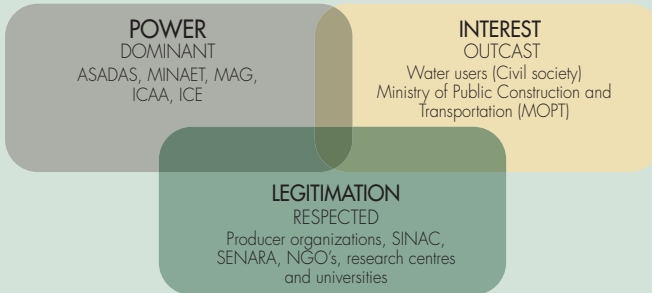 POWER
DOMINANT
ASADAS, MINAET, MAG,
ICAA, ICE
INTEREST
OUTCAST
Water users (Civil society)
Ministry of Public Construction and
Transportation (MOPT)
LEGITIMATION
RESPECTED
Producer organizations, SINAC,
SENARA, NGO's, research centres
and universities